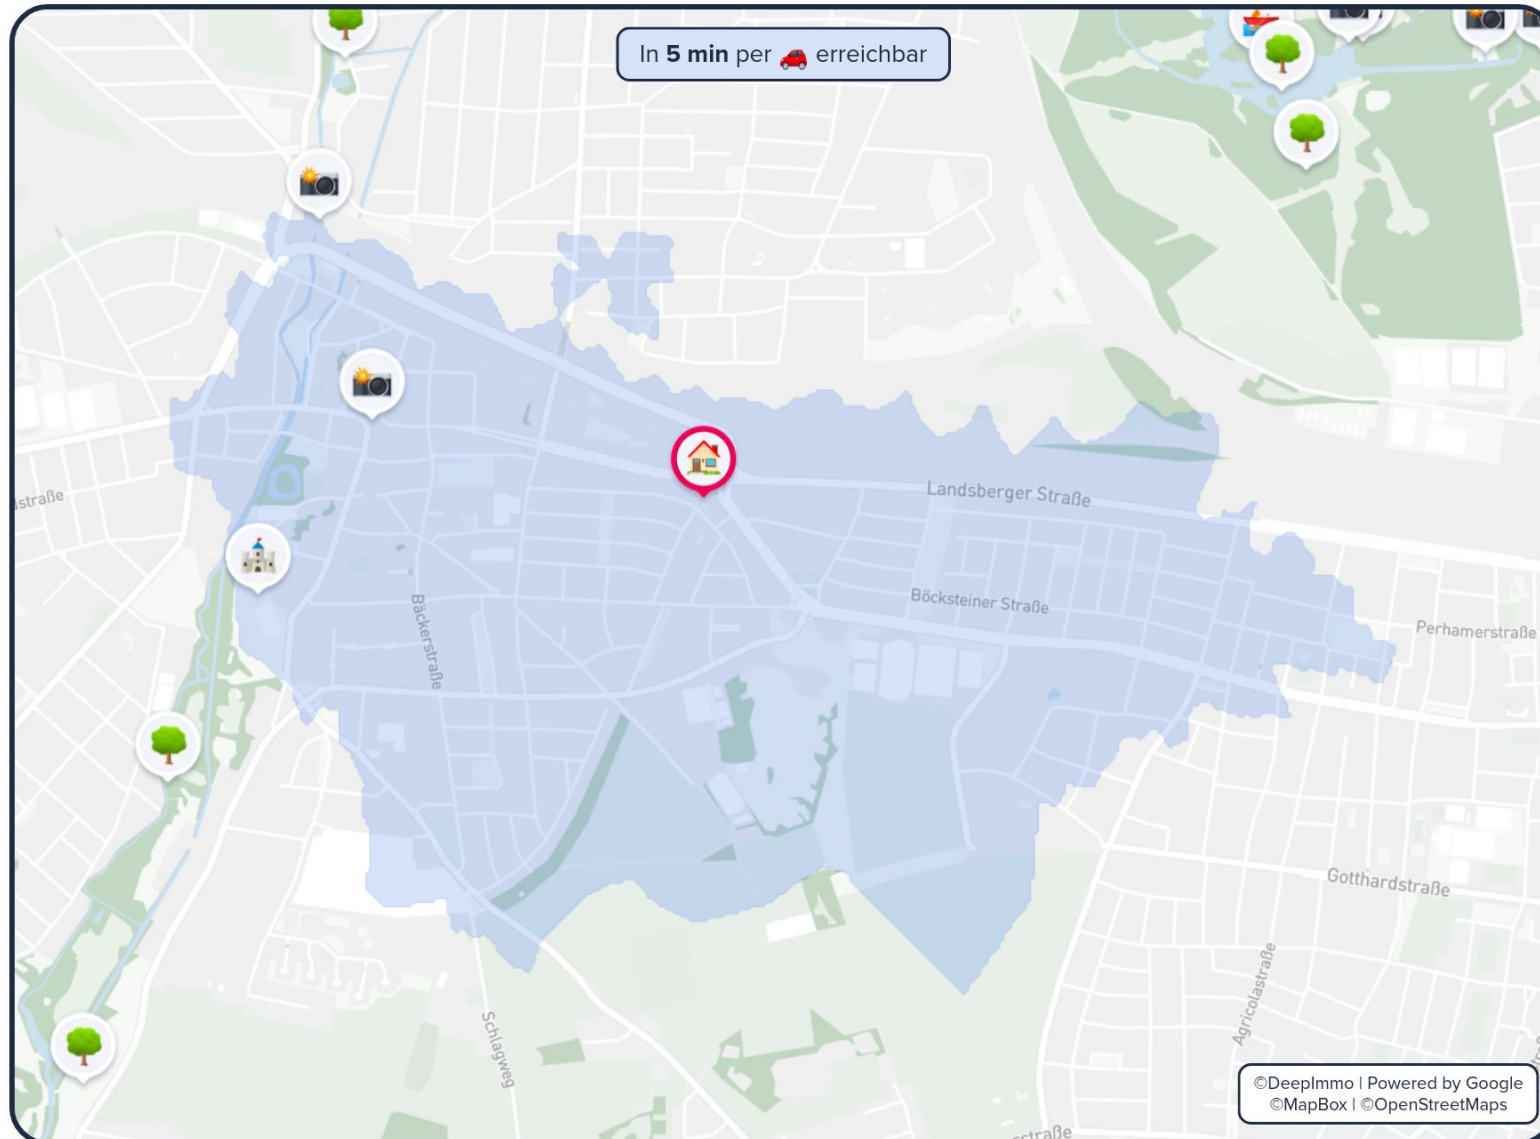 In 5 min per 🚗 erreichbar
Landsberger Straße
Böcksteiner Straße
Bäckerstraße
Perhamerstraße
Gotthardstraße
Agricolastraße
Schlagweg
©DeepImmo | Powered by Google
©MapBox | ©OpenStreetMaps